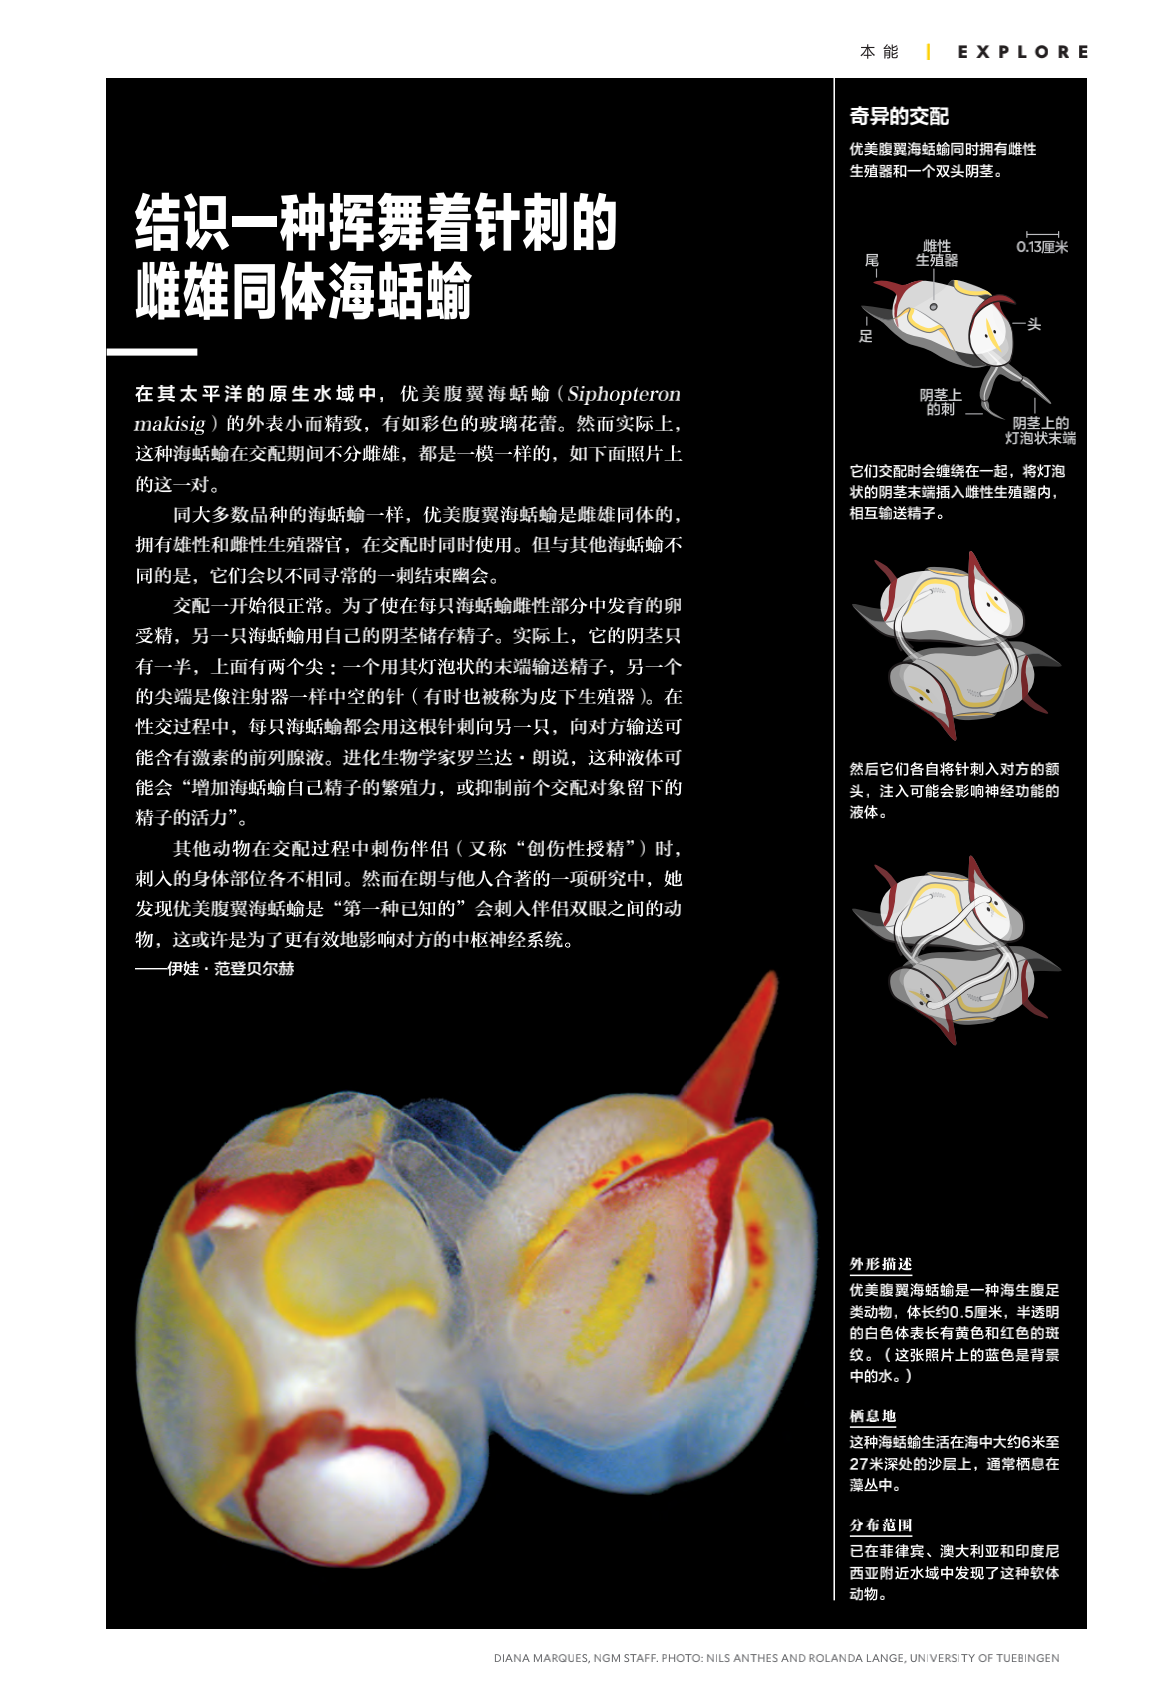 本能 | EXPLORE
结识一种挥舞着针刺的
雌雄同体海蛞蝓
在其太平洋的原生水域中，优美腹翼海蛞蝓（Siphopteron
makisig）的外表小而精致，有如彩色的玻璃花蕾。然而实际上，
这种海蛞蝓在交配期间不分雌雄，都是一模一样的，如下面照片上
的这一对。
同大多数品种的海蛞蝓一样，优美腹翼海蛞蝓是雌雄同体的，
拥有雄性和雌性生殖器官，在交配时同时使用。但与其他海蛞蝓不
同的是，它们会以不同寻常的一刺结束幽会。
交配一开始很正常。为了使在每只海蛞蝓雌性部分中发育的卵
受精，另一只海蛞蝓用自己的阴茎储存精子。实际上，它的阴茎只
有一半，上面有两个尖：一个用其灯泡状的末端输送精子，另一个
的尖端是像注射器一样中空的针（有时也被称为皮下生殖器）。在
性交过程中，每只海蛞蝓都会用这根针刺向另一只，向对方输送可
能含有激素的前列腺液。进化生物学家罗兰达·朗说，这种液体可
能会“增加海蛞蝓自己精子的繁殖力，或抑制前个交配对象留下的
精子的活力”。
其他动物在交配过程中刺伤伴侣（又称“创伤性授精”）时，
刺入的身体部位各不相同。然而在朗与他人合著的一项研究中，她
发现优美腹翼海蛞蝓是“第一种已知的”会刺入伴侣双眼之间的动
物，这或许是为了更有效地影响对方的中枢神经系统。
——伊娃·范登贝尔赫
奇异的交配
优美腹翼海蛞蝓同时拥有雌性
生殖器和一个双头阴茎。
0.13厘米
雌性
生殖器
尾
头
足
阴茎上
的刺
阴茎上的
灯泡状末端
它们交配时会缠绕在一起，将灯泡
状的阴茎末端插入雌性生殖器内，
相互输送精子。
然后它们各自将针刺入对方的额
头，注入可能会影响神经功能的
液体。
外形描述
优美腹翼海蛞蝓是一种海生腹足
类动物，体长约0.5厘米，半透明
的白色体表长有黄色和红色的斑
纹。（这张照片上的蓝色是背景
中的水。）
栖息地
这种海蛞蝓生活在海中大约6米至
27米深处的沙层上，通常栖息在
藻丛中。
分布范围
已在菲律宾、澳大利亚和印度尼
西亚附近水域中发现了这种软体
动物。
DIANA MARQUES, NGM STAFF. PHOTO: NILS ANTHES AND ROLANDA LANGE, UNIVERSITY OF TUEBINGEN